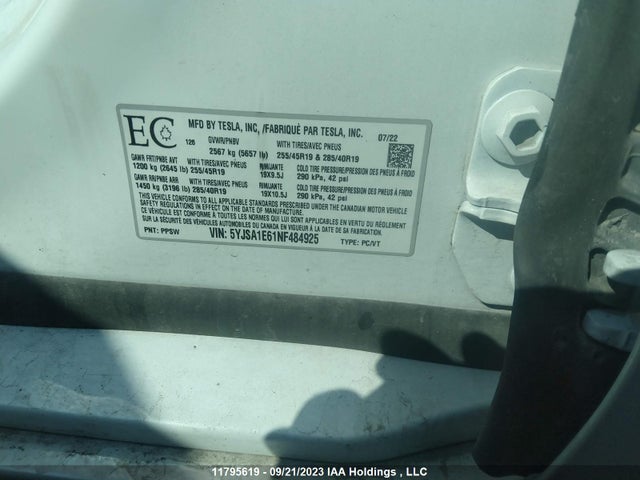 EC
MFD BY TESLA, INC, /FABRIQUÉ PAR TESLA, INC.
07/22
128
GVWR/PNBV
2567 kg (5657 lb)
WITH TIRES/AVEC PNEUS
255/45R19 & 285/40R19
GAWR FRT/PNBE AVT
1200 kg (2645 lb)
WITH TIRES/AVEC PNEUS
255/45R19
RIM/JANTE
19X9.5J
COLD TIRE PRESSURE/PRESSION DES PNEUS À FROID
290 kPa, 42 psi
GAWR RR/PNBE ARR
1450 kg (3196 lb)
WITH TIRES/AVEC PNEUS
285/40R19
RIM/JANTE
19X10.5J
COLD TIRE PRESSURE/PRESSION DES PNEUS À FROID
290 kPa, 42 psi
THIS VEHICLE CONFORMS TO ALL APPLICABLE STANDARDS PRESCRIBED UNDER THE CANADIAN MOTOR VEHICLE
SAFETY REGULATIONS IN EFFECT ON THE DATE OF MANUFACTURE.
CE VÉHICULE EST CONFORME À TOUTES LES NORMES QUI LUI SONT APPLICABLES EN VERTU DU RÈGLEMENT SUR LA SÉCURITÉ DES VÉHICULES
AUTOMOBILES DU CANADA EN VIGUEUR À LA DATE DE SA FABRICATION.
PNT: PPSW
VIN: 5YJSA1E61NF484925
TYPE: PC/VT
11795619 - 09/21/2023 IAA Holdings , LLC